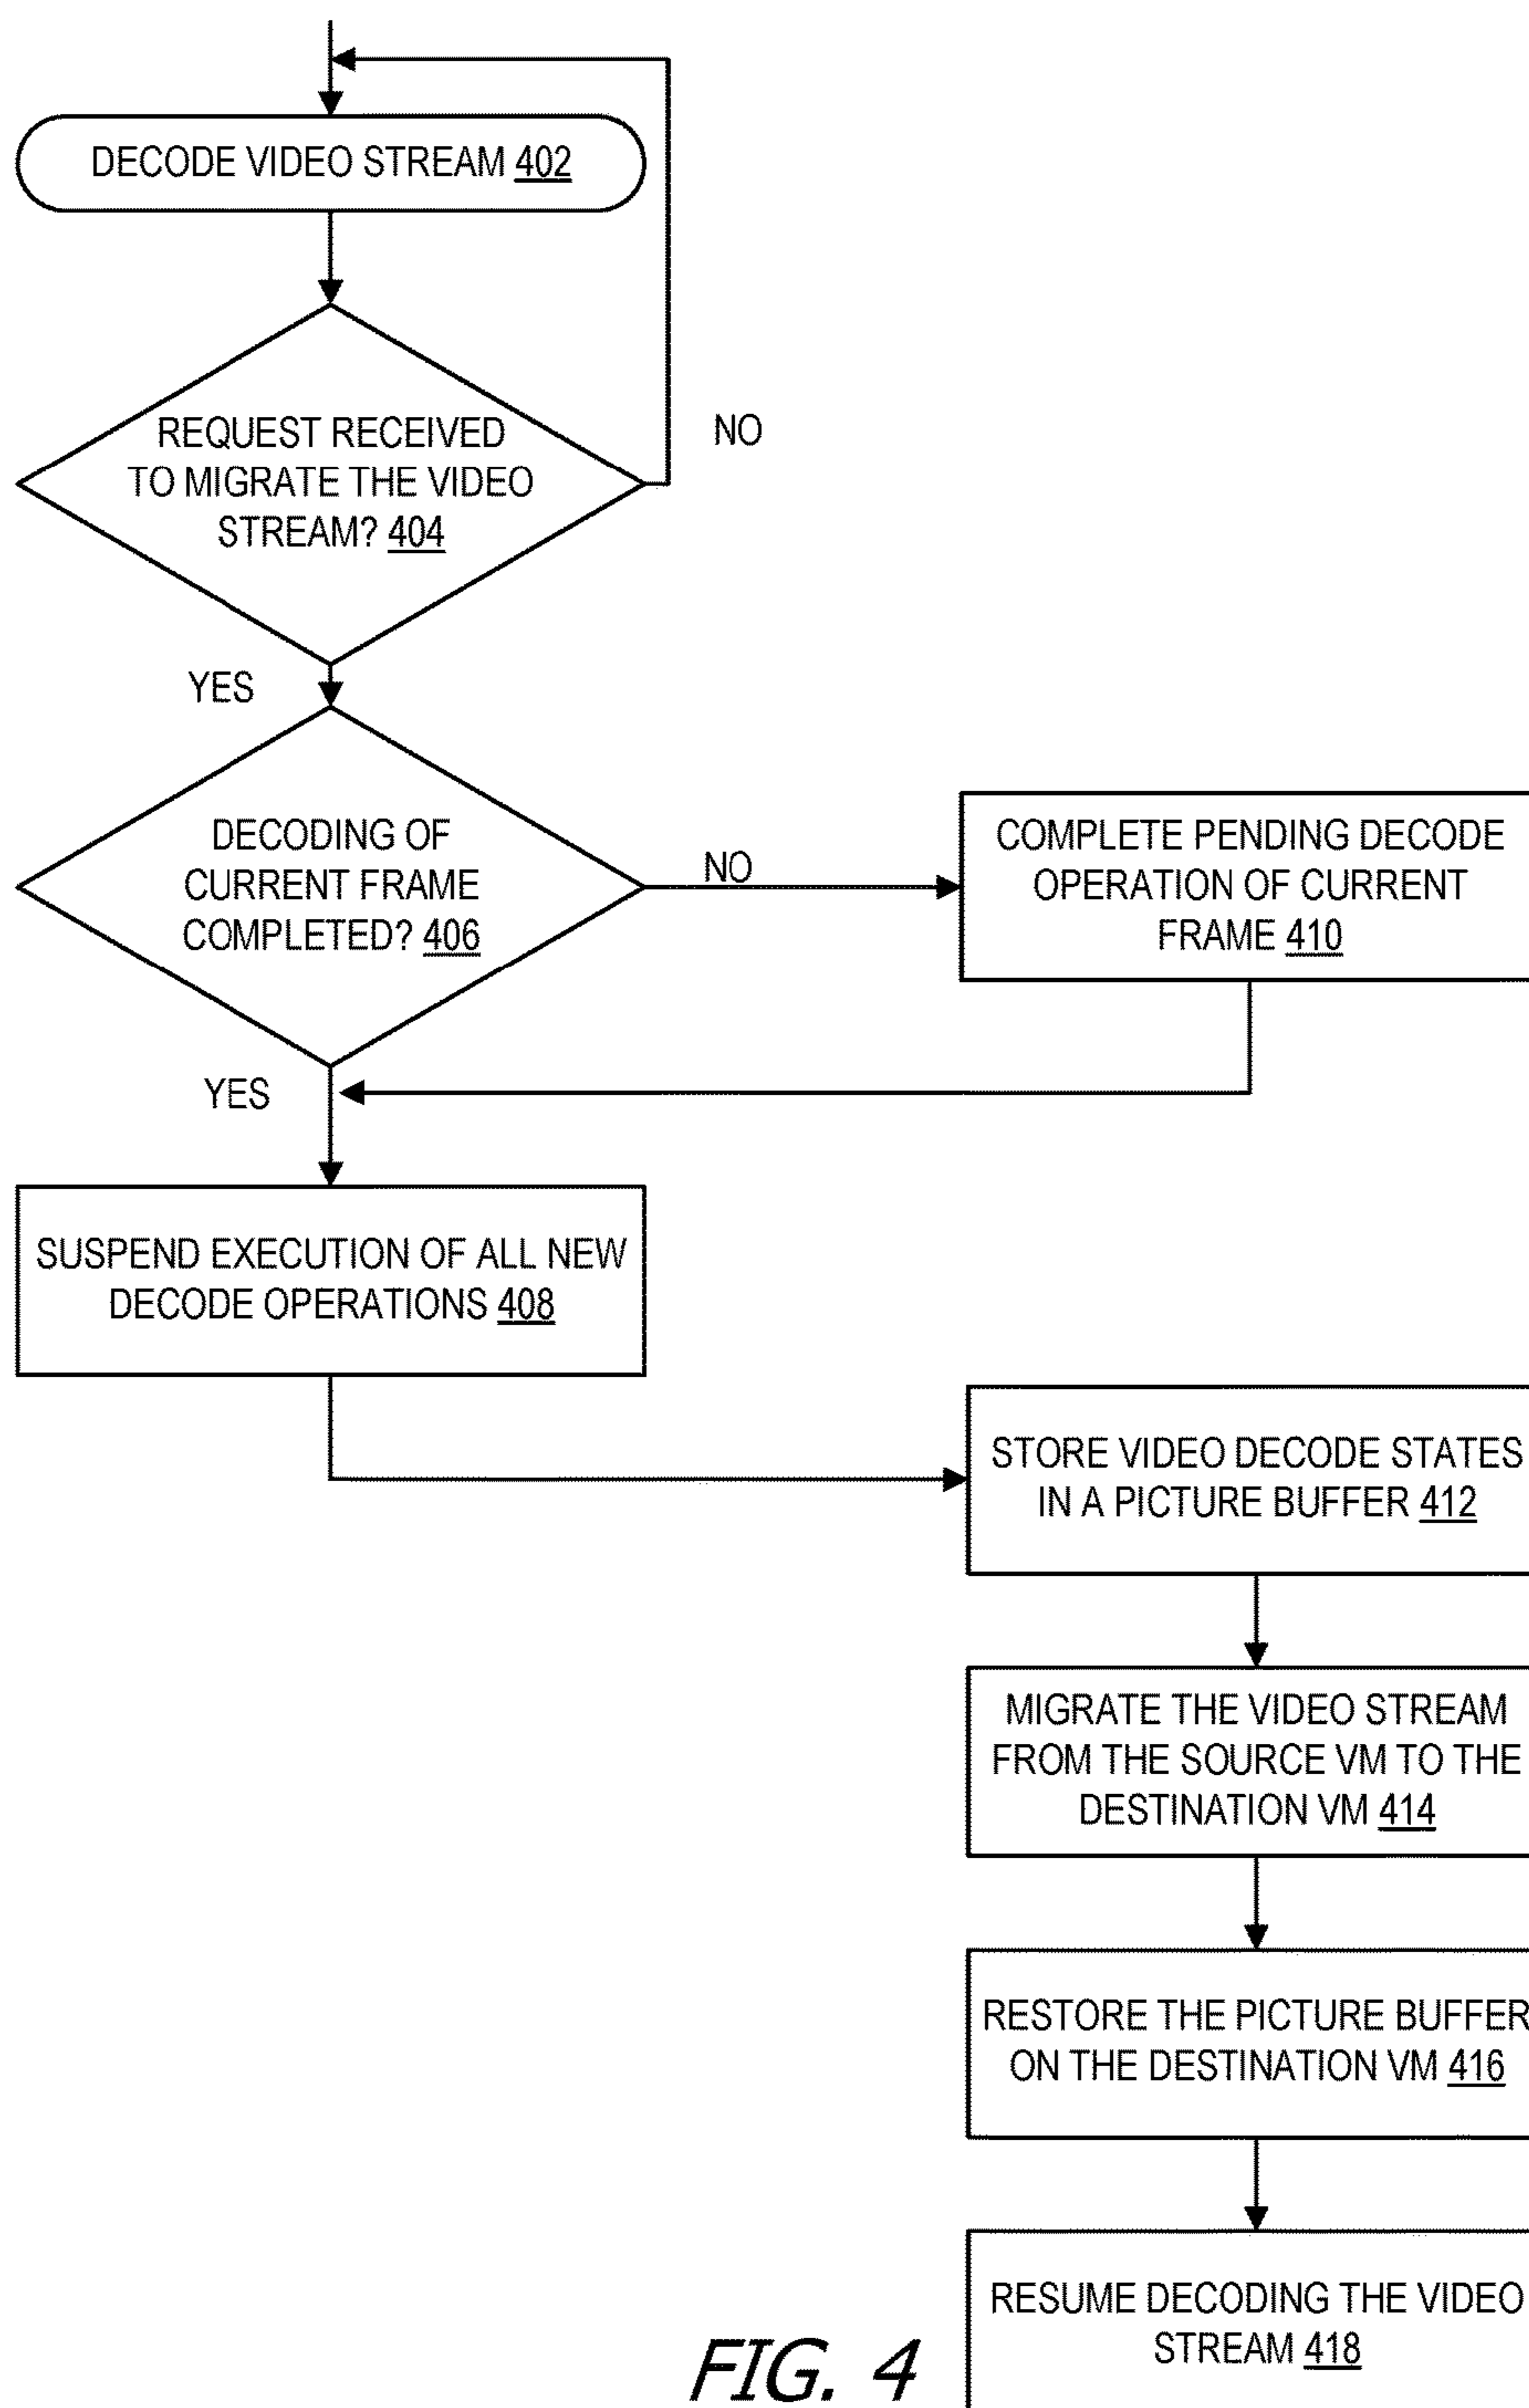 DECODE VIDEO STREAM 402
REQUEST RECEIVED
TO MIGRATE THE VIDEO
STREAM? 404
NO
YES
DECODING OF
CURRENT FRAME
COMPLETED? 406
NO
COMPLETE PENDING DECODE
OPERATION OF CURRENT
FRAME 410
YES
SUSPEND EXECUTION OF ALL NEW
DECODE OPERATIONS 408
STORE VIDEO DECODE STATES
IN A PICTURE BUFFER 412
MIGRATE THE VIDEO STREAM
FROM THE SOURCE VM TO THE
DESTINATION VM 414
RESTORE THE PICTURE BUFFER
ON THE DESTINATION VM 416
RESUME DECODING THE VIDEO
STREAM 418
FIG. 4